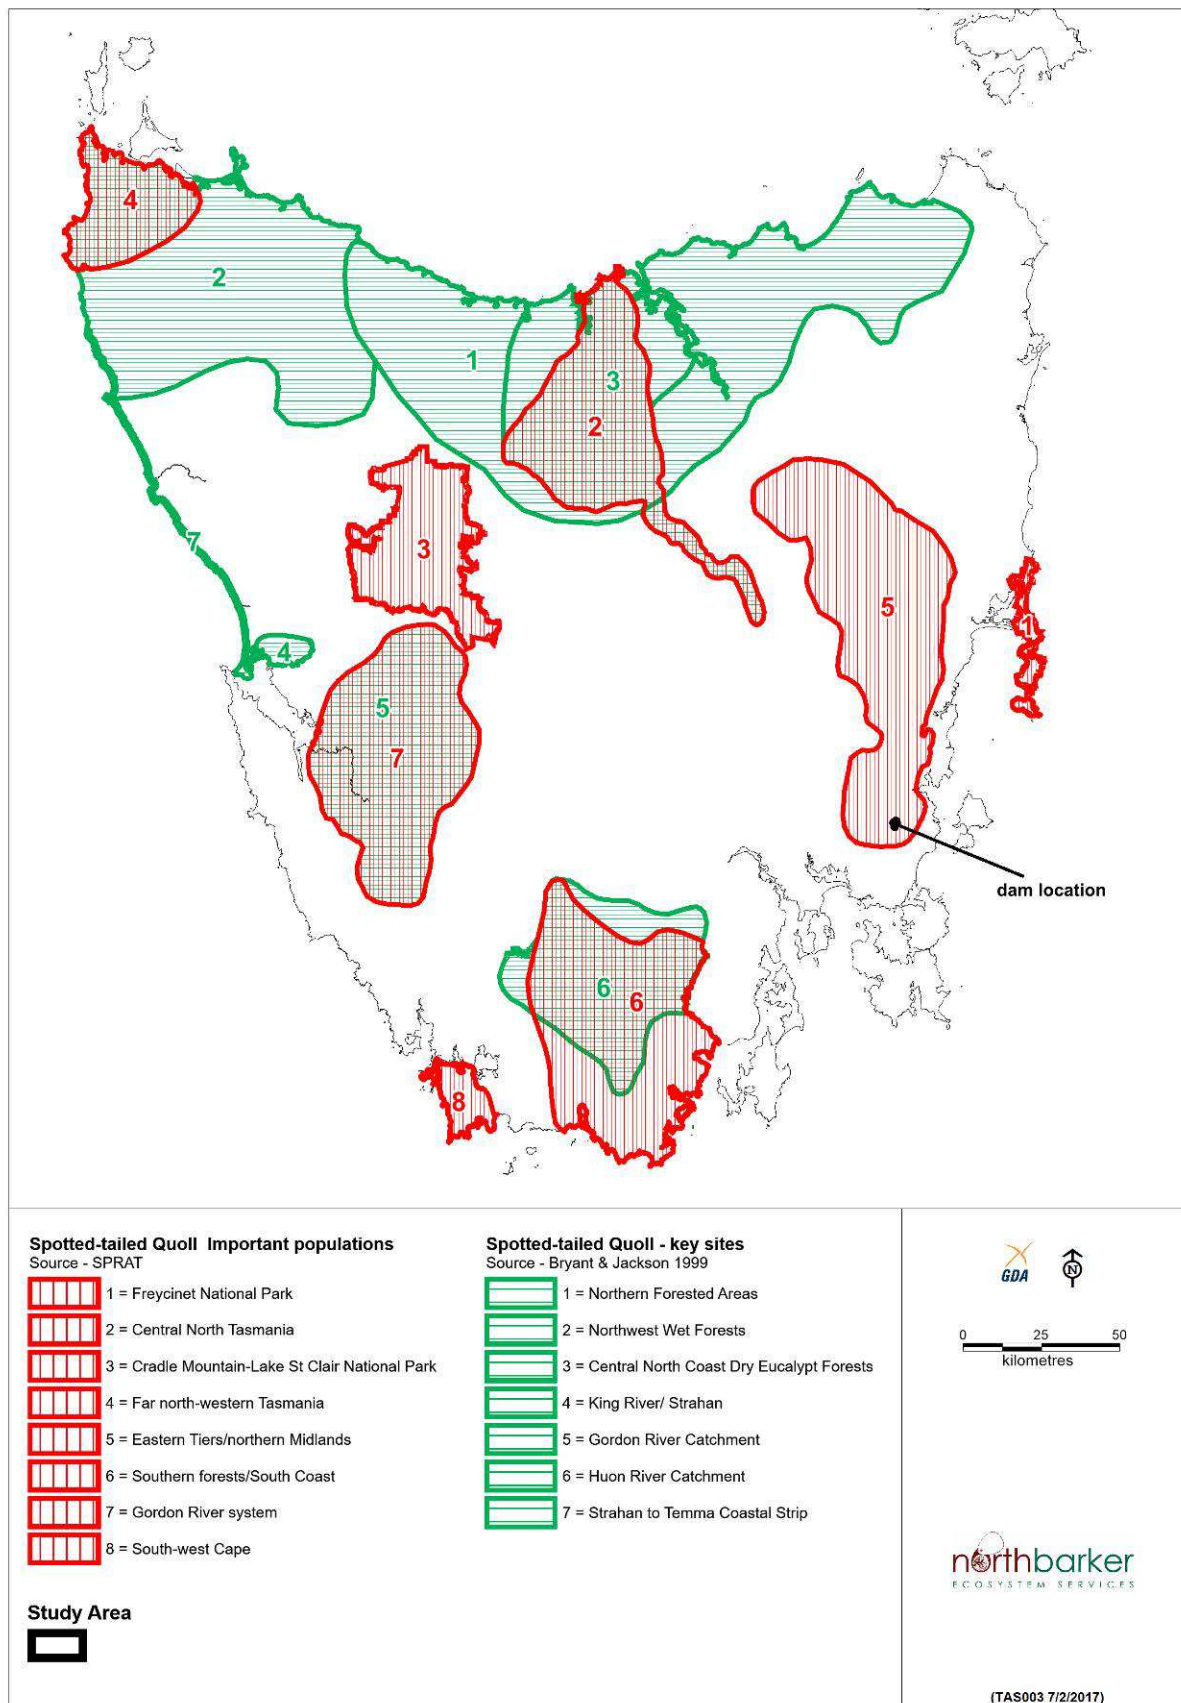 4
2
1
3
2
3
7
5
1
4
5
7
dam location
6
6
8
Spotted-tailed Quoll Important populations
Source - SPRAT
1 = Freycinet National Park
2 = Central North Tasmania
3 = Cradle Mountain-Lake St Clair National Park
4 = Far north-western Tasmania
5 = Eastern Tiers/northern Midlands
6 = Southern forests/South Coast
7 = Gordon River system
8 = South-west Cape
Study Area
Spotted-tailed Quoll - key sites
Source - Bryant & Jackson 1999
1 = Northern Forested Areas
2 = Northwest Wet Forests
3 = Central North Coast Dry Eucalypt Forests
4 = King River/ Strahan
5 = Gordon River Catchment
6 = Huon River Catchment
7 = Strahan to Temma Coastal Strip
GDA
N
0 25 50
kilometres
northbarker
ECOSYSTEM SERVICES
(TAS003 7/2/2017)